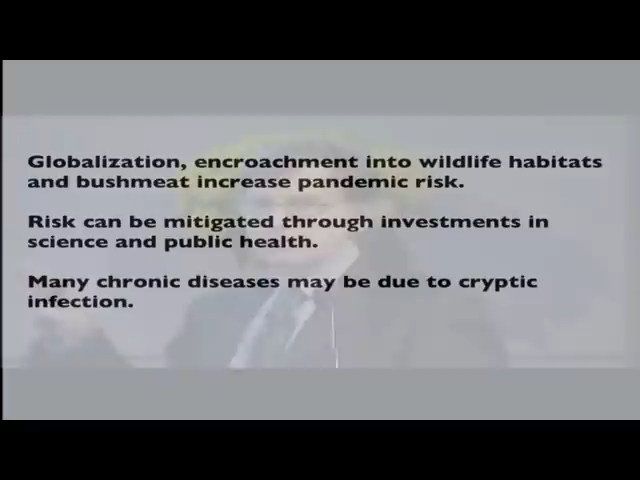 Globalization, encroachment into wildlife habitats
and bushmeat increase pandemic risk.
Risk can be mitigated through investments in
science and public health.
Many chronic diseases may be due to cryptic
infection.